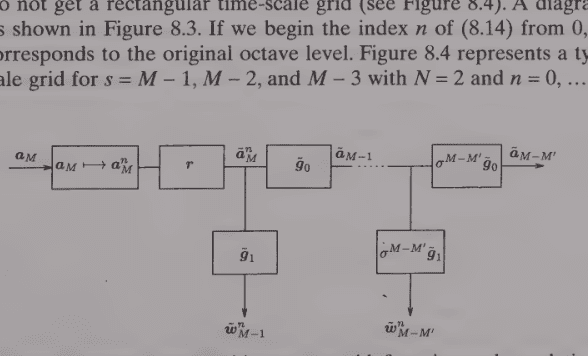 o not get a rectangular time-scale grid (see Figure 8.4). A diagra
s shown in Figure 8.3. If we begin the index n of (8.14) from 0,
orresponds to the original octave level. Figure 8.4 represents a ty
ale grid for s = M − 1, M − 2, and M − 3 with N = 2 and n = 0, ...
a_M a_M ⟼ a_M^n r ã_M^n g̃_0 ã_{M−1} ..... σ^{M−M′} g̃_0 ã_{M−M′}
g̃_1 σ^{M−M′} g̃_1
w̃_{M−1}^n w̃_{M−M′}^n